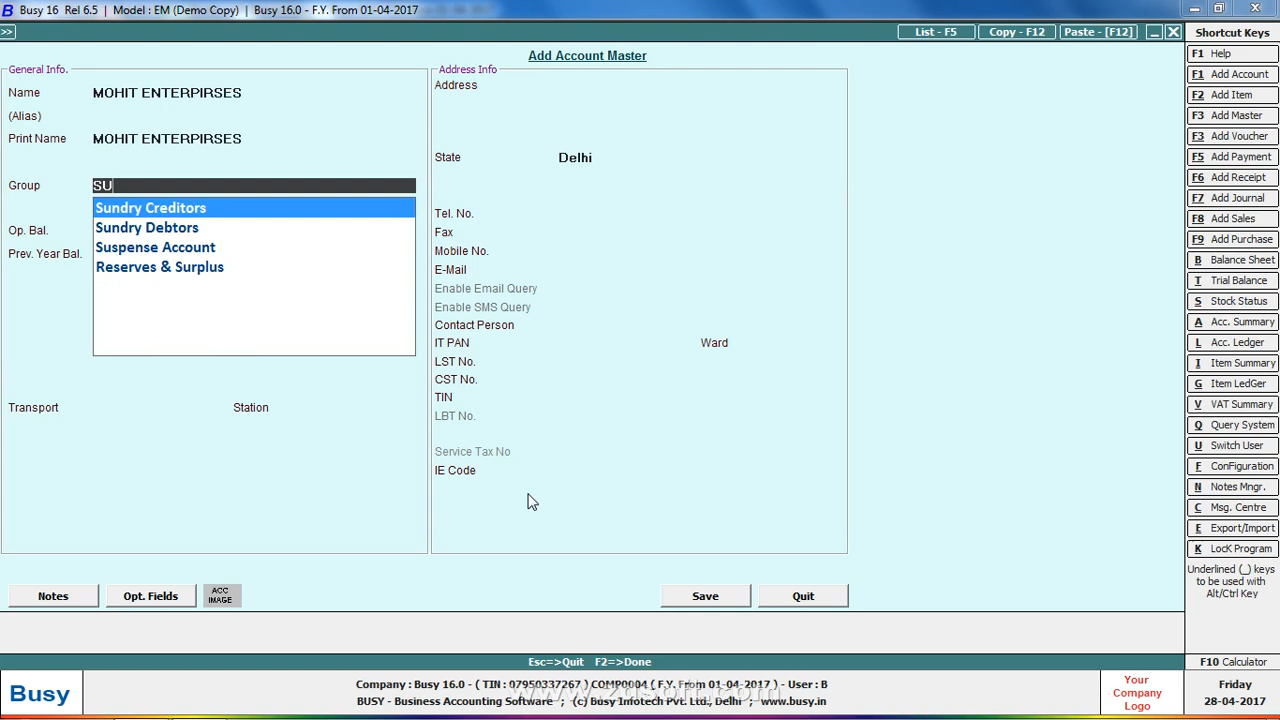 B Busy 16 Rel 6.5 | Model : EM (Demo Copy) | Busy 16.0 - F.Y. From 01-04-2017
>>
List - F5
Copy - F12
Paste - [F12]
Shortcut Keys
Add Account Master
General Info.
Address Info
Name MOHIT ENTERPIRSES
(Alias)
Print Name MOHIT ENTERPIRSES
Group SU
Sundry Creditors
Sundry Debtors
Suspense Account
Reserves & Surplus
Op. Bal.
Prev. Year Bal.
Transport
Station
Address
State Delhi
Tel. No.
Fax
Mobile No.
E-Mail
Enable Email Query
Enable SMS Query
Contact Person
IT PAN Ward
LST No.
CST No.
TIN
LBT No.
Service Tax No
IE Code
F1 Help
F1 Add Account
F2 Add Item
F3 Add Master
F3 Add Voucher
F5 Add Payment
F6 Add Receipt
F7 Add Journal
F8 Add Sales
F9 Add Purchase
B Balance Sheet
T Trial Balance
S Stock Status
A Acc. Summary
L Acc. Ledger
I Item Summary
G Item LedGer
V VAT Summary
Q Query System
U Switch User
F ConFiguration
N Notes Mngr.
C Msg. Centre
E Export/Import
K LocK Program
Underlined (_) keys
to be used with
Alt/Ctrl Key
Notes
Opt. Fields
ACC
IMAGE
Save
Quit
Esc=>Quit F2=>Done
F10 Calculator
Busy
Company : Busy 16.0 - ( TIN : 07950337267 ) COMP0004 ( F.Y. From 01-04-2017 ) - User : B
BUSY - Business Accounting Software ; (c) Busy Infotech Pvt. Ltd., Delhi ; www.busy.in
www.zdsoft.com
Your
Company
Logo
Friday
28-04-2017